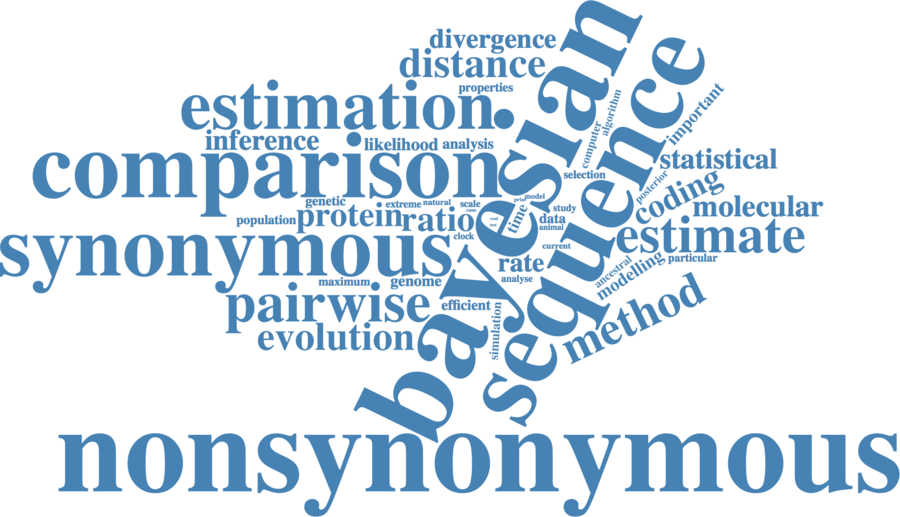 divergence
distance
properties
estimation
inference
likelihood
analysis
comparison
bayesian
sequence
computer
algorithm
important
selection
statistical
posterior
coding
molecular
genetic
extreme
natural
scale
case
prior
model
population
protein
ratio
time
study
data
animal
clock
synonymous
estimate
current
rate
analyse
ancestral
modelling
particular
maximum
genome
pairwise
efficient
simulation
method
evolution
nonsynonymous